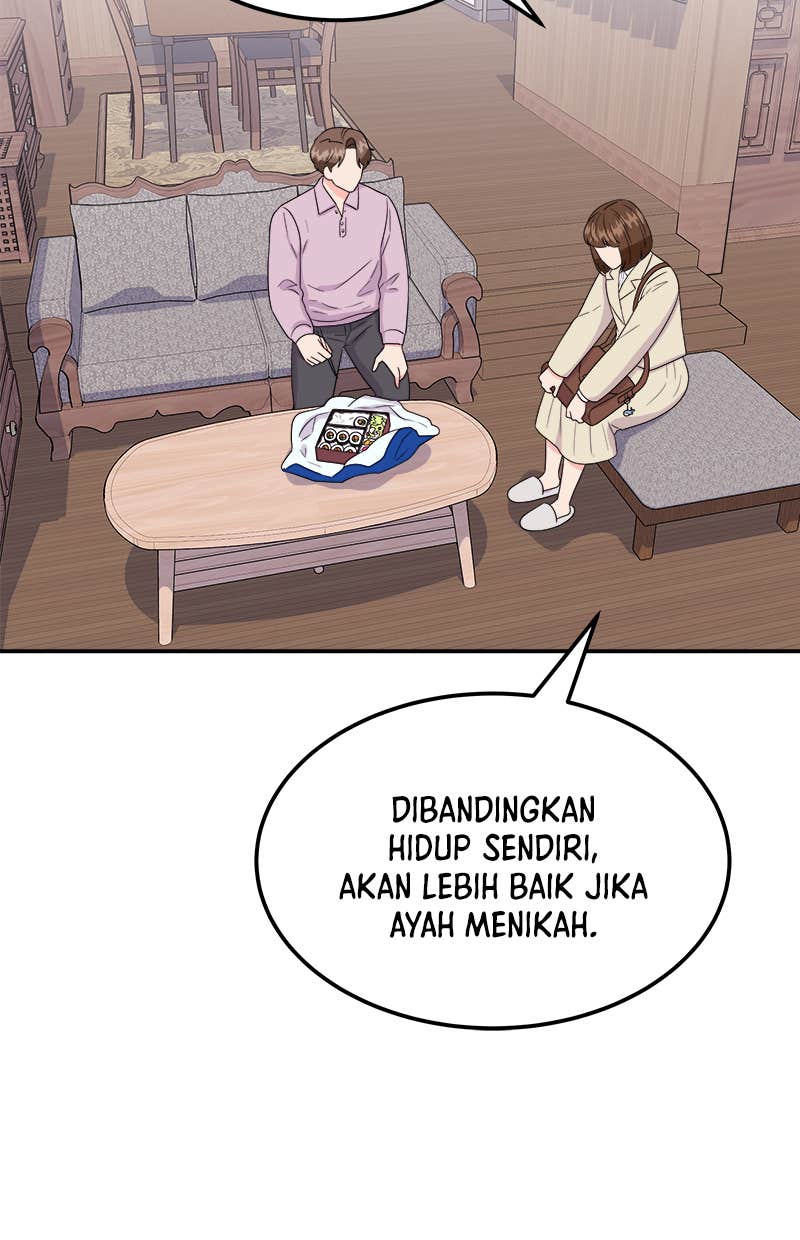 DIBANDINGKAN
HIDUP SENDIRI,
AKAN LEBIH BAIK JIKA
AYAH MENIKAH.